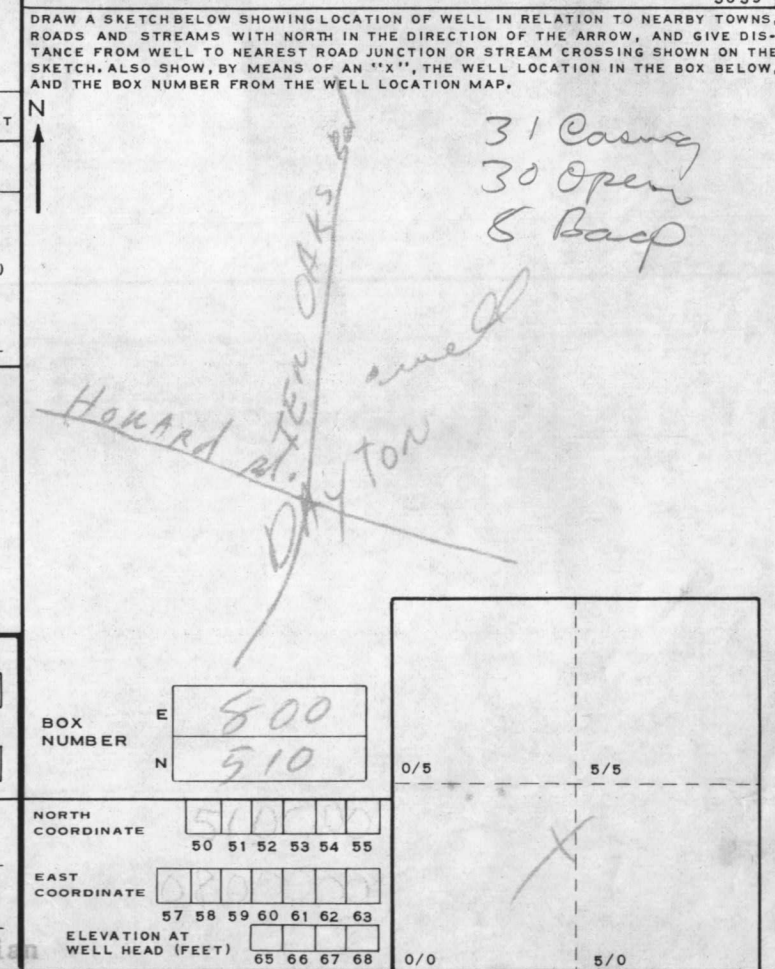 DRAW A SKETCH BELOW SHOWING LOCATION OF WELL IN RELATION TO NEARBY TOWNS,
ROADS AND STREAMS WITH NORTH IN THE DIRECTION OF THE ARROW, AND GIVE DIS-
TANCE FROM WELL TO NEAREST ROAD JUNCTION OR STREAM CROSSING SHOWN ON THE
SKETCH. ALSO SHOW, BY MEANS OF AN "X", THE WELL LOCATION IN THE BOX BELOW,
AND THE BOX NUMBER FROM THE WELL LOCATION MAP.
T
N
31 Casing
30 Open
TEN OAKS Rd
well
HOWARD Rd.
DAYTON
BOX
NUMBER
E 800
N 510
0/5 5/5
NORTH
COORDINATE
50 51 52 53 54 55
EAST
COORDINATE
57 58 59 60 61 62 63
ELEVATION AT
WELL HEAD (FEET)
65 66 67 68
X
0/0 5/0